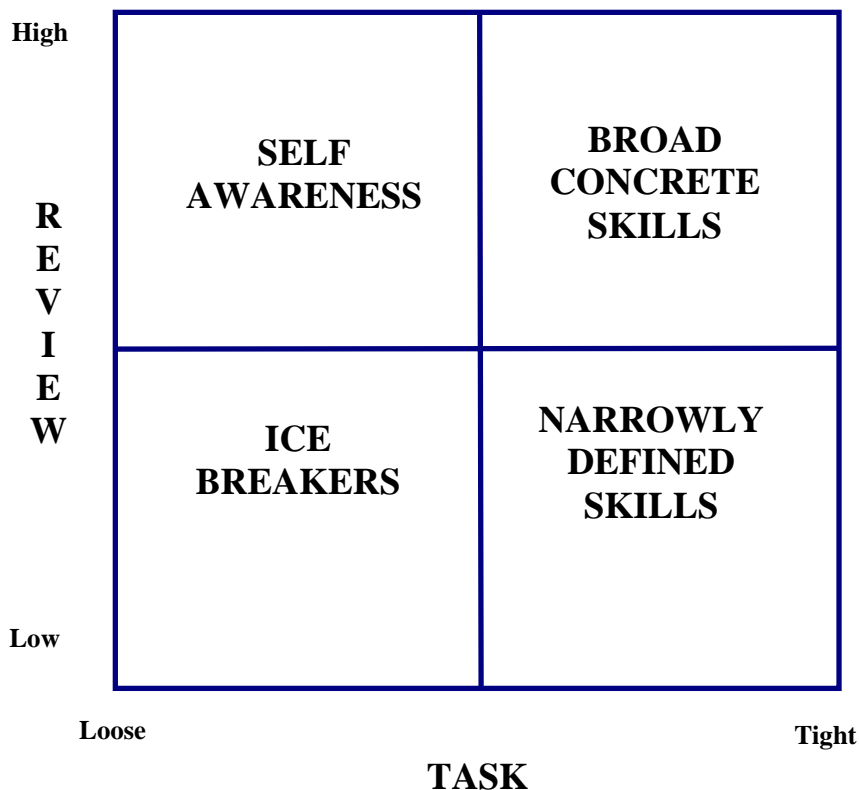 High
SELF
AWARENESS
BROAD
CONCRETE
SKILLS
R
E
V
I
E
W
ICE
BREAKERS
NARROWLY
DEFINED
SKILLS
Low
Loose
Tight
TASK